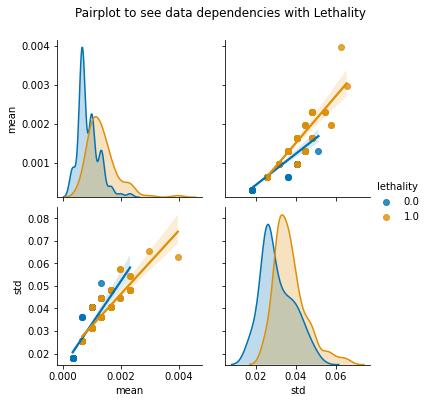 Pairplot to see data dependencies with Lethality
0.004
0.003
0.002
0.001
mean
lethality
0.0
1.0
0.08
0.07
0.06
0.05
0.04
0.03
0.02
std
0.000 0.002 0.004
mean
0.02 0.04 0.06
std